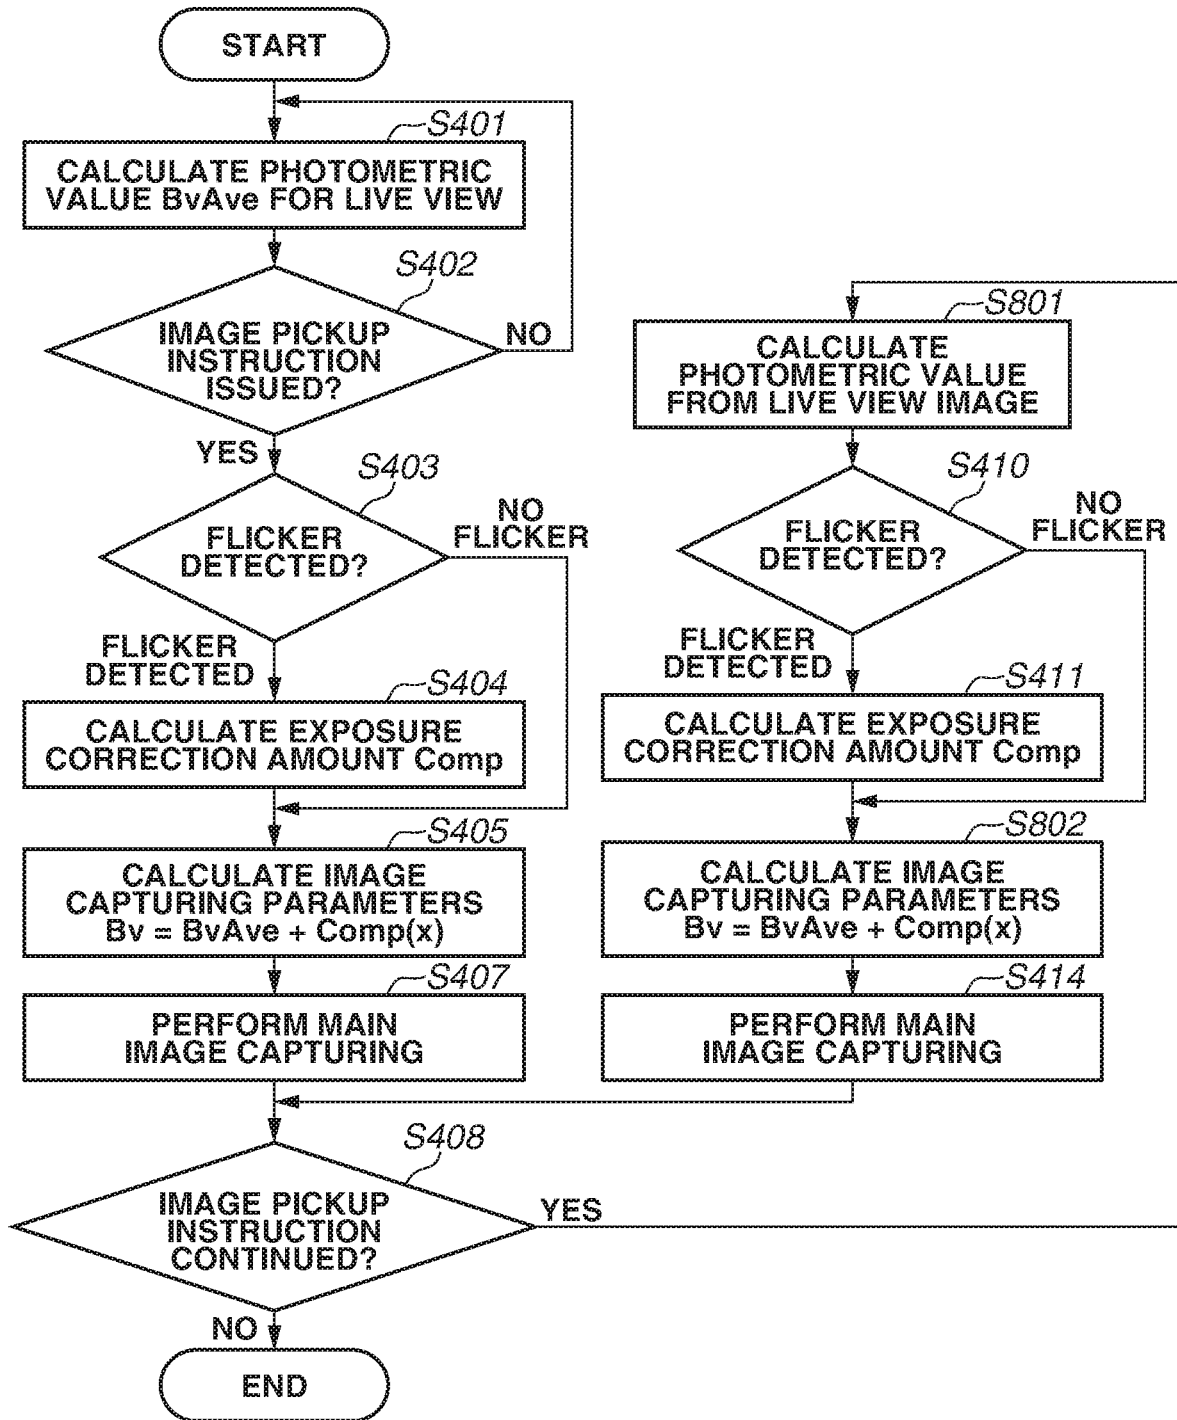 START
S401
CALCULATE PHOTOMETRIC
VALUE BvAve FOR LIVE VIEW
S402
IMAGE PICKUP
INSTRUCTION
ISSUED?
NO
YES
S403
FLICKER
DETECTED?
NO
FLICKER
FLICKER
DETECTED
S404
CALCULATE EXPOSURE
CORRECTION AMOUNT Comp
S405
CALCULATE IMAGE
CAPTURING PARAMETERS
Bv = BvAve + Comp(x)
S407
PERFORM MAIN
IMAGE CAPTURING
S408
IMAGE PICKUP
INSTRUCTION
CONTINUED?
YES
NO
END
S801
CALCULATE
PHOTOMETRIC VALUE
FROM LIVE VIEW IMAGE
S410
FLICKER
DETECTED?
NO
FLICKER
FLICKER
DETECTED
S411
CALCULATE EXPOSURE
CORRECTION AMOUNT Comp
S802
CALCULATE IMAGE
CAPTURING PARAMETERS
Bv = BvAve + Comp(x)
S414
PERFORM MAIN
IMAGE CAPTURING